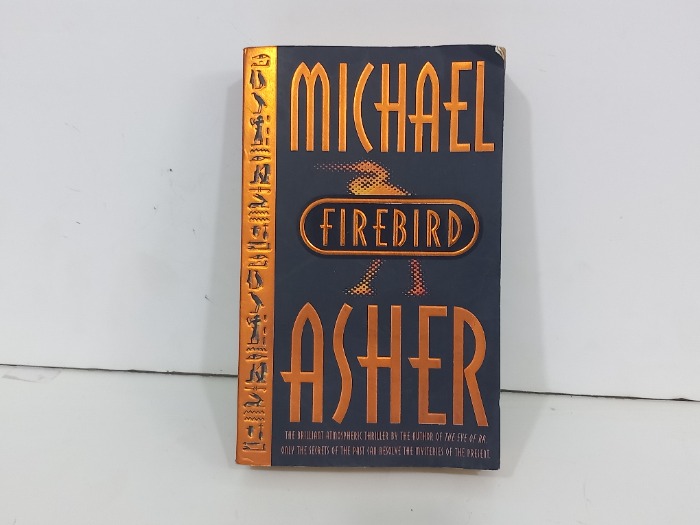 MICHAEL
FIREBIRD
ASHER
THE BRILLIANT ATMOSPHERIC THRILLER BY THE AUTHOR OF THE EYE OF RA
ONLY THE SECRETS OF THE PAST CAN RESOLVE THE MYSTERIES OF THE PRESENT